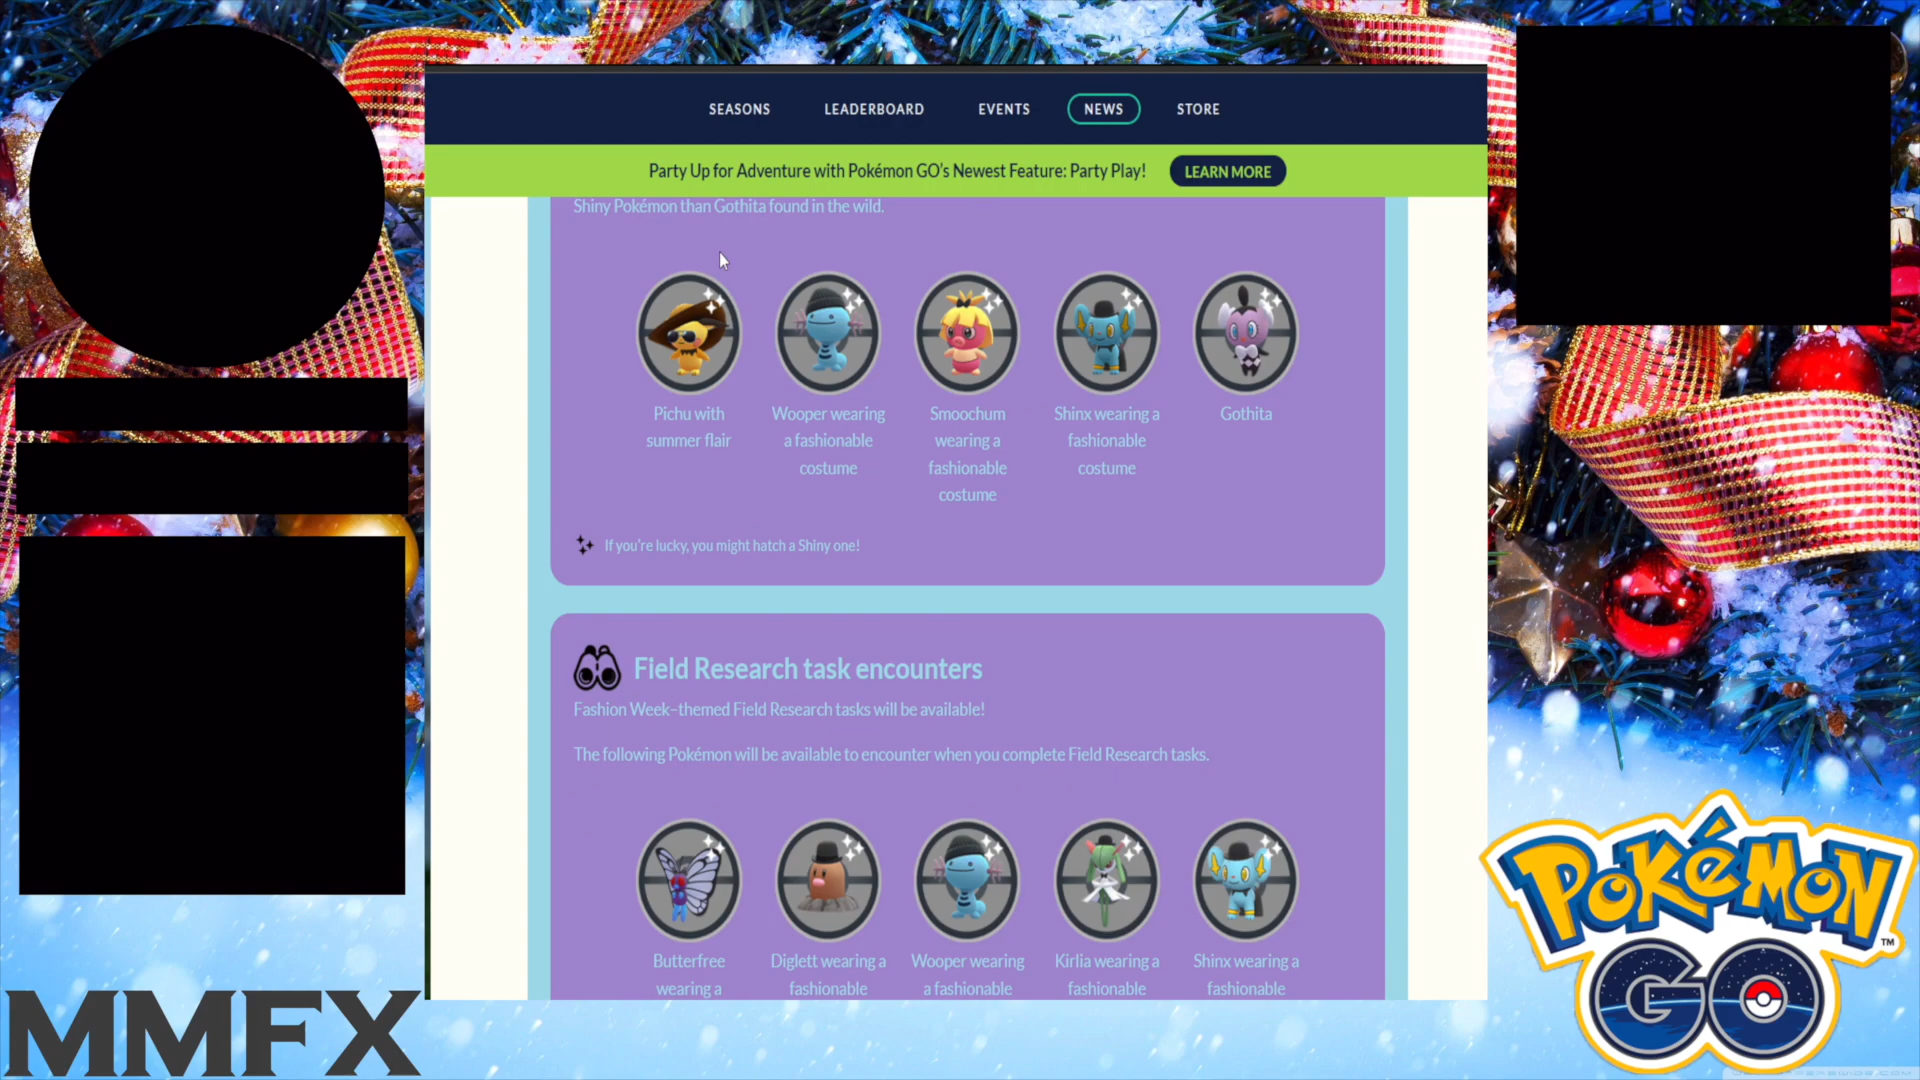 SEASONS LEADERBOARD EVENTS NEWS STORE
Party Up for Adventure with Pokémon GO's Newest Feature: Party Play! LEARN MORE
Shiny Pokémon than Gothita found in the wild.
Pichu with
summer flair
Wooper wearing
a fashionable
costume
Smoochum
wearing a
fashionable
costume
Shinx wearing a
fashionable
costume
Gothita
If you're lucky, you might hatch a Shiny one!
Field Research task encounters
Fashion Week–themed Field Research tasks will be available!
The following Pokémon will be available to encounter when you complete Field Research tasks.
Butterfree
wearing a
Diglett wearing a
fashionable
Wooper wearing
a fashionable
Kirlia wearing a
fashionable
Shinx wearing a
fashionable
MMFX
POKéMON
TM
GO